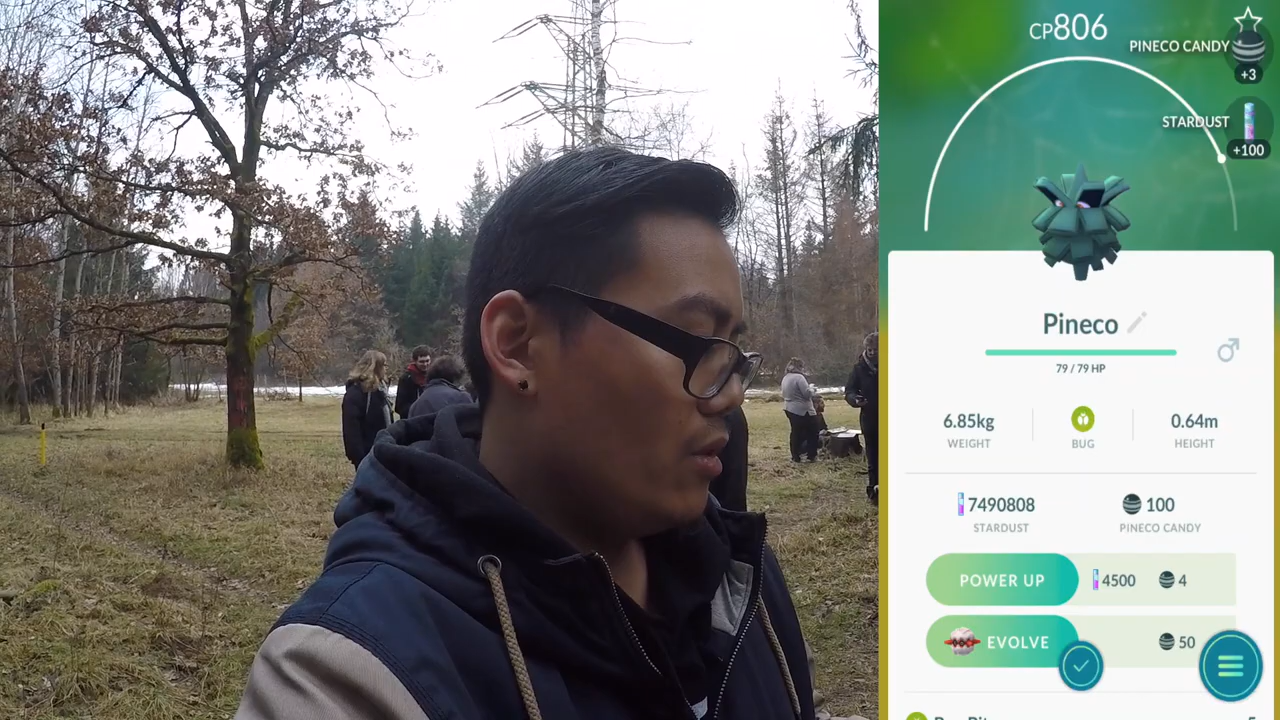 CP806
PINECO CANDY
+3
STARDUST
+100
Pineco
79 / 79 HP
6.85kg
WEIGHT
BUG
0.64m
HEIGHT
7490808
STARDUST
100
PINECO CANDY
POWER UP
4500
4
EVOLVE
50
5